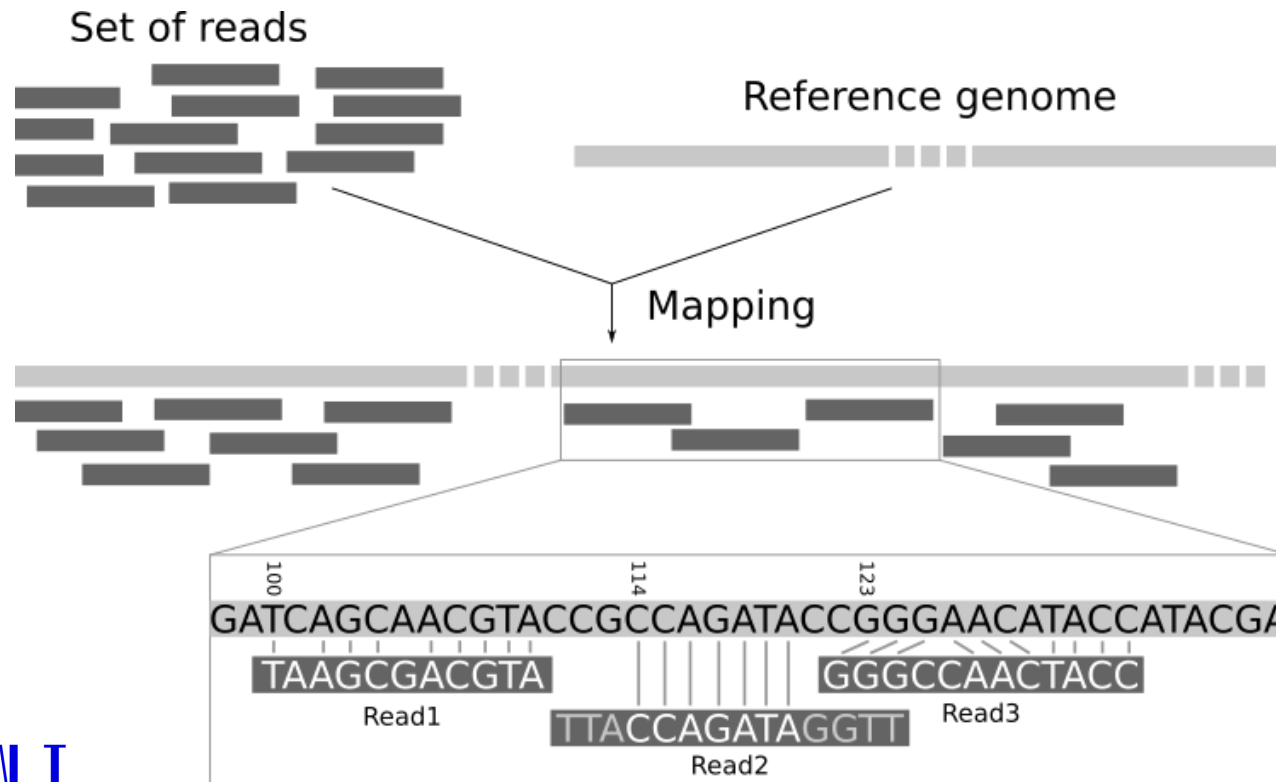 Set of reads
Reference genome
Mapping
100
114
123
GATCAGCAACGTACCGCCAGATACCGGGAACATACCATACGA
TAAGCGACGTA
Read1
TTACCAGATAGGTT
Read2
GGGCCAACTACC
Read3